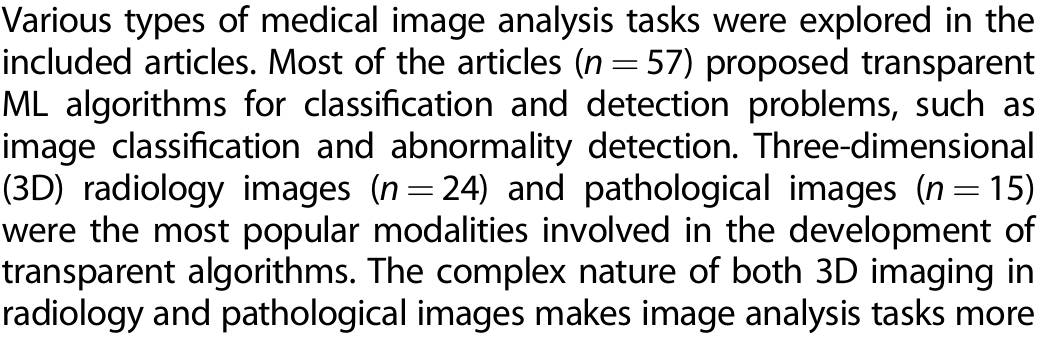 Various types of medical image analysis tasks were explored in the
included articles. Most of the articles (n = 57) proposed transparent
ML algorithms for classification and detection problems, such as
image classification and abnormality detection. Three-dimensional
(3D) radiology images (n = 24) and pathological images (n = 15)
were the most popular modalities involved in the development of
transparent algorithms. The complex nature of both 3D imaging in
radiology and pathological images makes image analysis tasks more